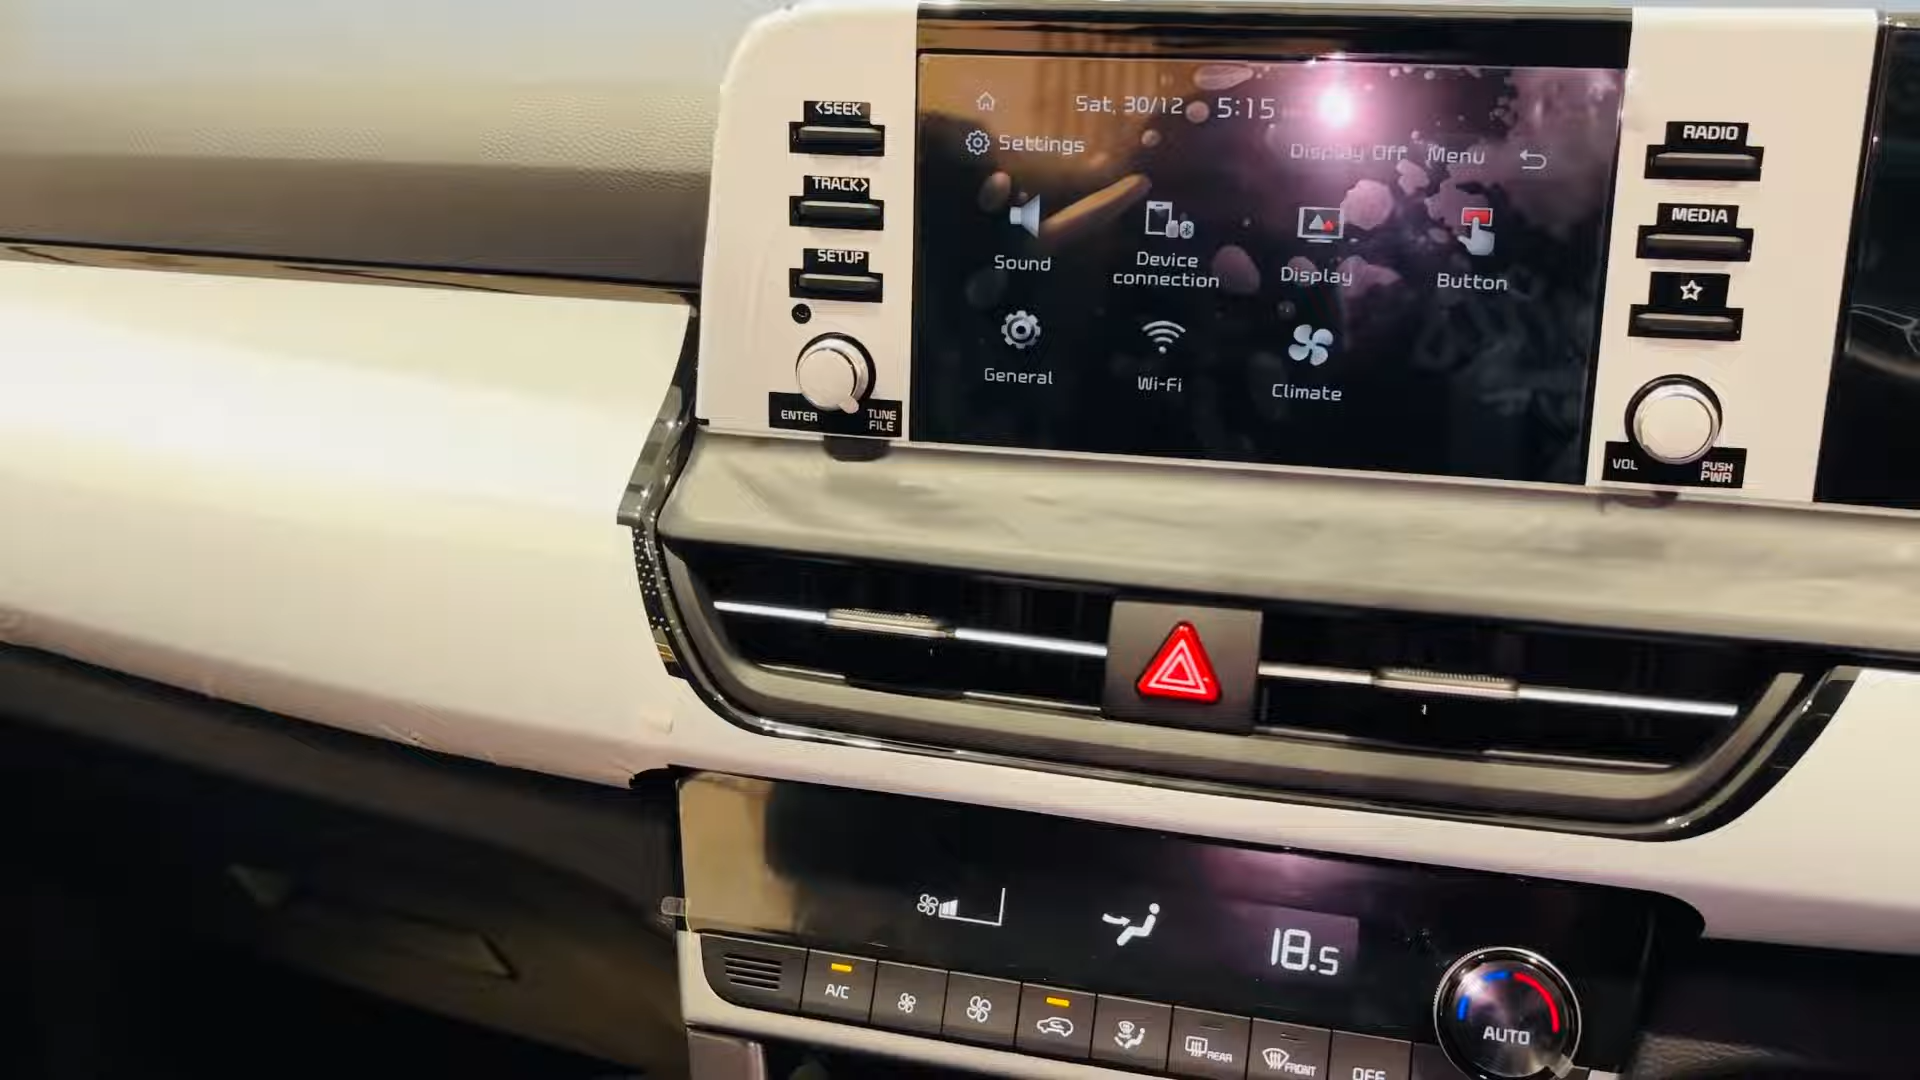 <SEEK
TRACK>
SETUP
ENTER
TUNE
FILE
Sat, 30/12 5:15
Settings
Display Off Menu
Sound
Device
connection
Display
Button
General
Wi-Fi
Climate
RADIO
MEDIA
VOL
PUSH
PWR
18.5
A/C
REAR
FRONT
OFF
AUTO